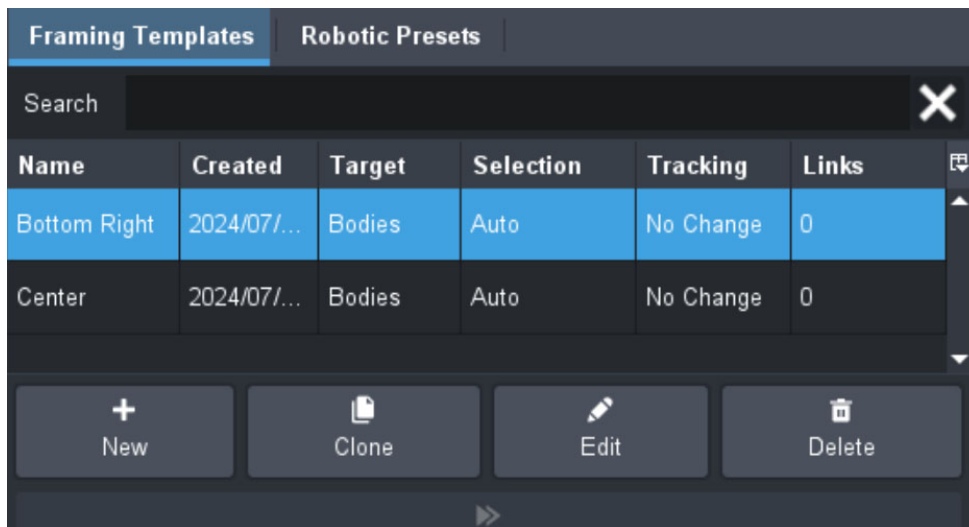 Framing Templates Robotic Presets
Search
Name Created Target Selection Tracking Links
Bottom Right 2024/07/... Bodies Auto No Change 0
Center 2024/07/... Bodies Auto No Change 0
New Clone Edit Delete